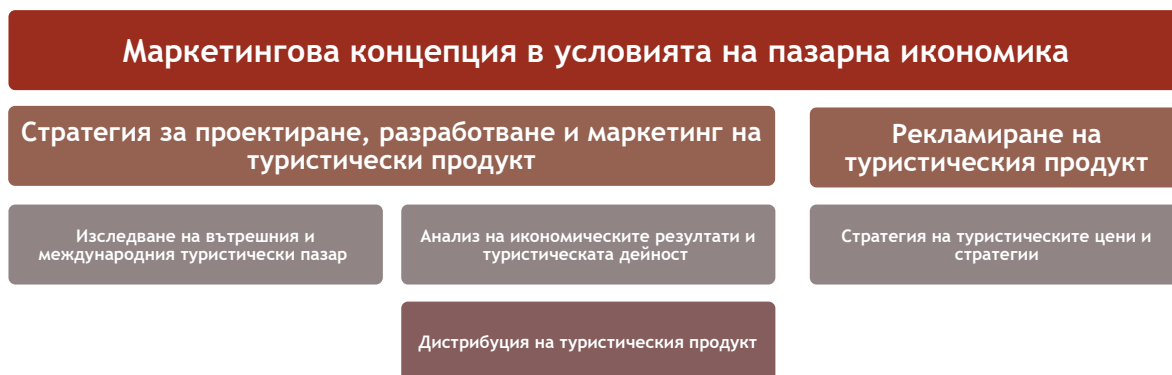 Маркетингова концепция в условията на пазарна икономика
Стратегия за проектиране, разработване и маркетинг на
туристически продукт
Рекламиране на
туристическия продукт
Изследване на вътрешния и
международния туристически пазар
Анализ на икономическите резултати и
туристическата дейност
Стратегия на туристическите цени и
стратегии
Дистрибуция на туристическия продукт